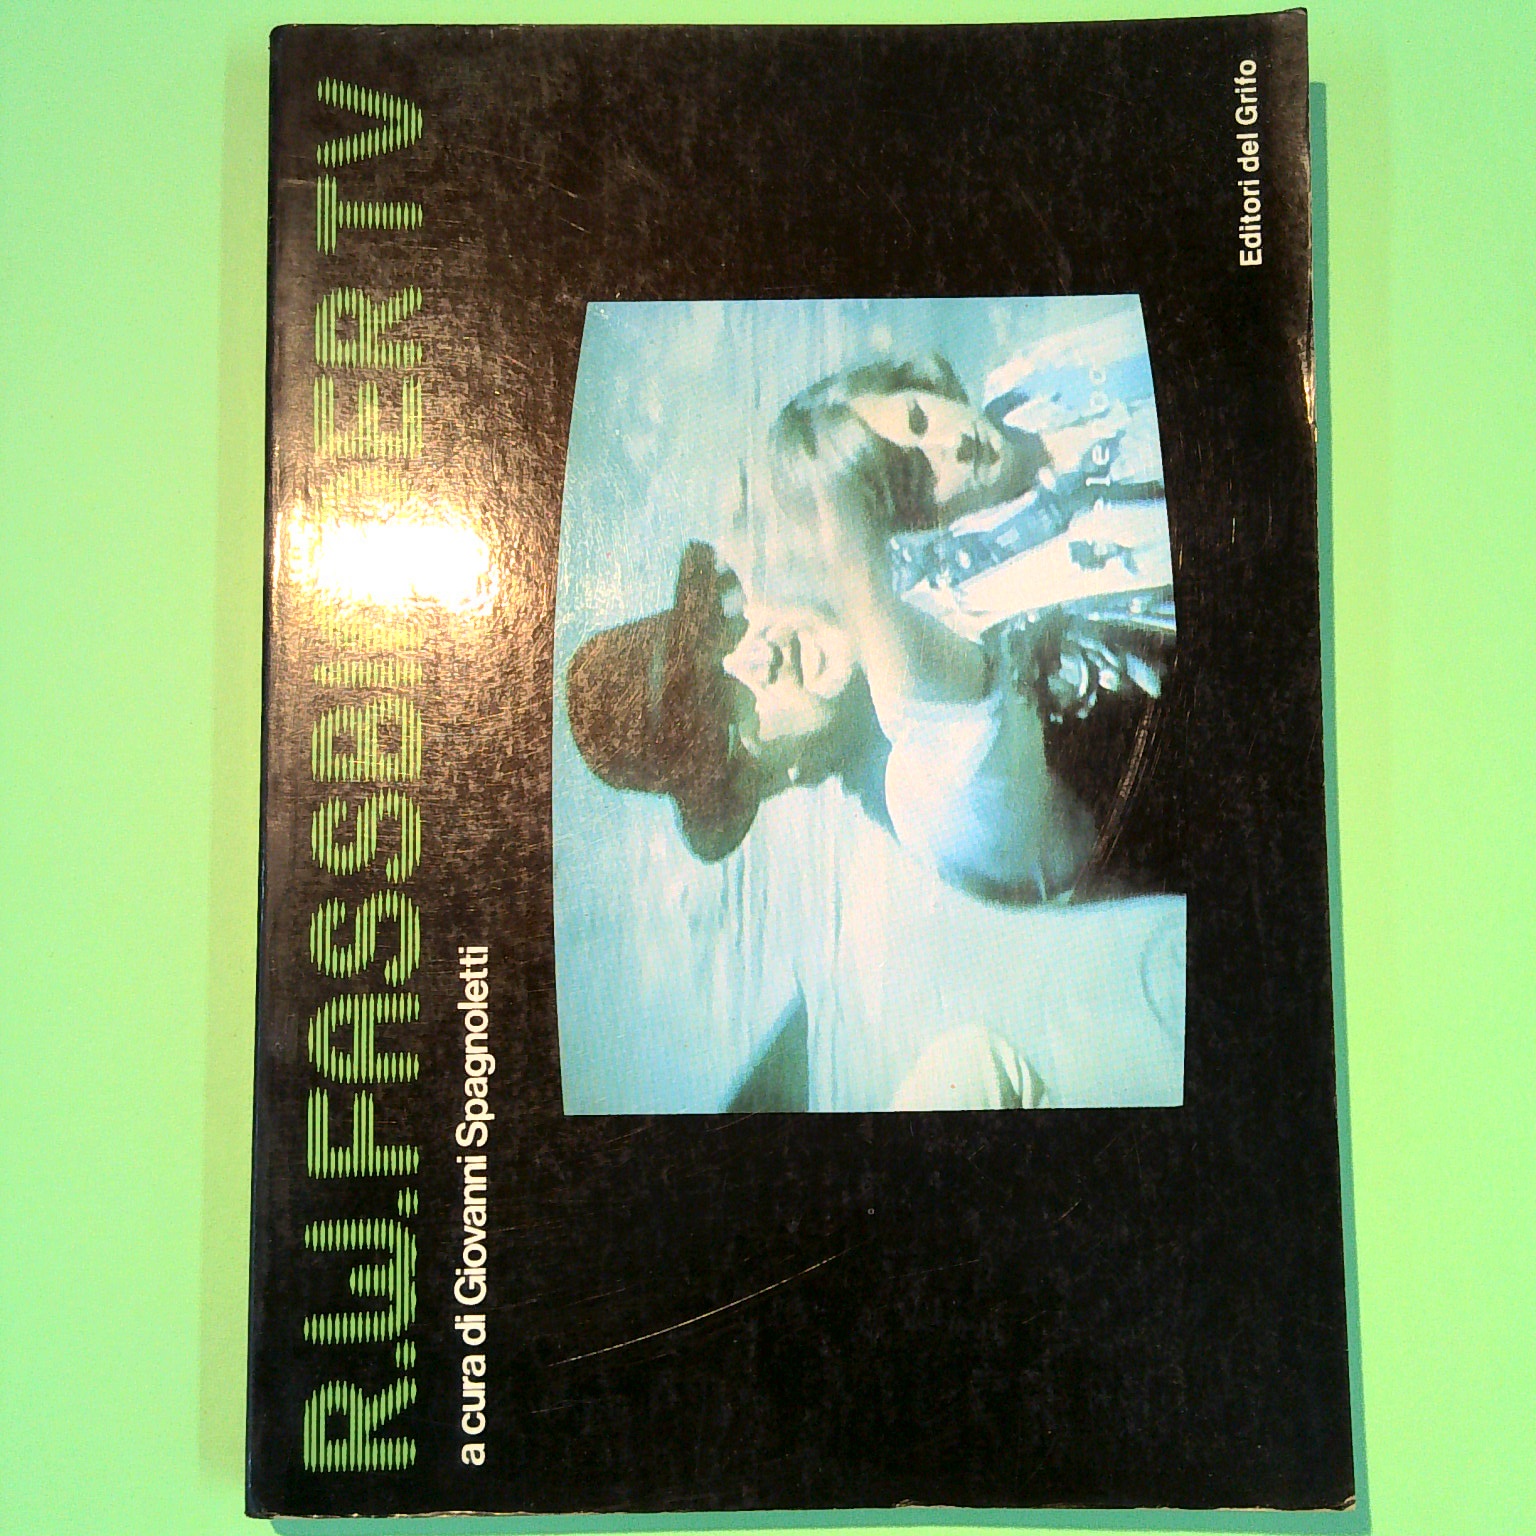 R.W.FASSBINDER TV
a cura di Giovanni Spagnoletti
Editori del Grifo